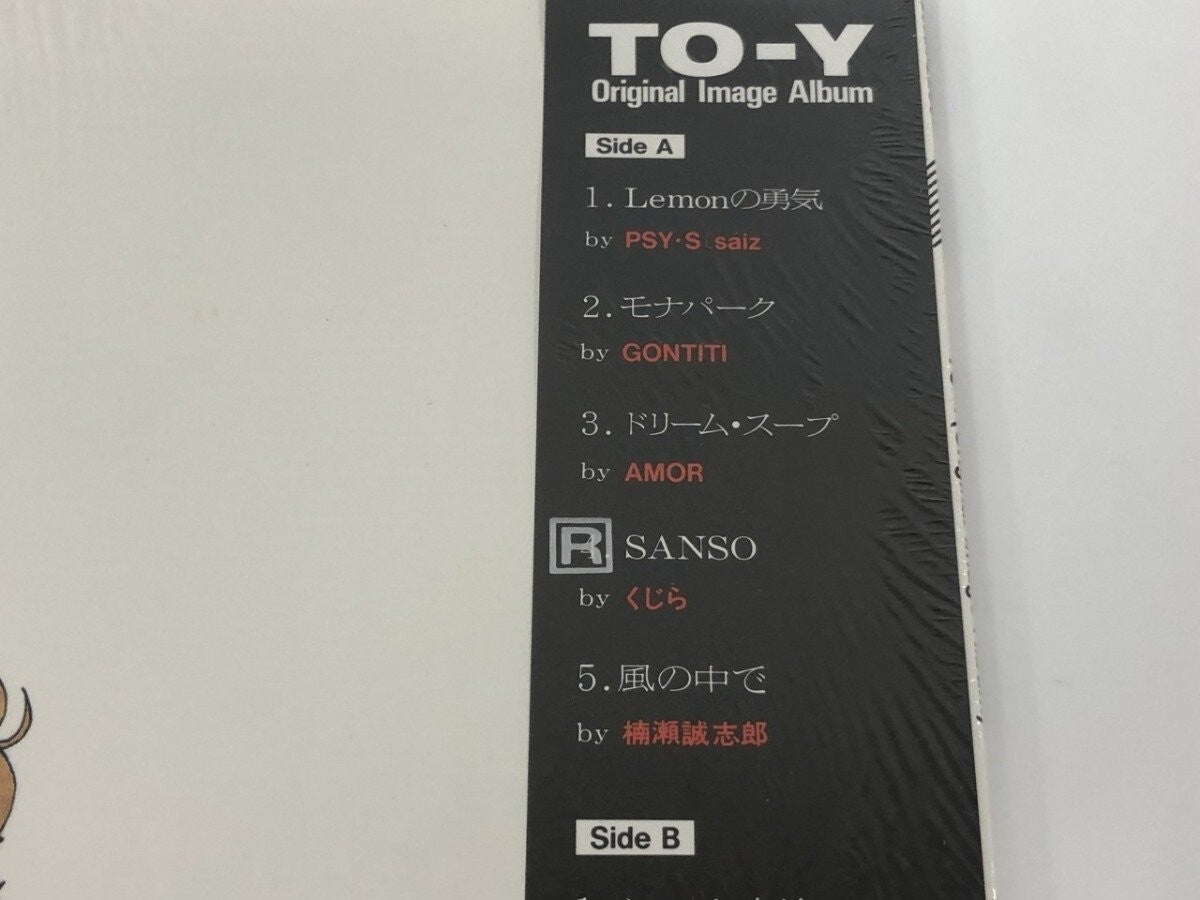 TO-Y
Original Image Album
Side A
1. Lemonの勇気
by PSY・S〔saiz〕
2. モナパーク
by GONTITI
3. ドリーム・スープ
by AMOR
R SANSO
by くじら
5. 風の中で
by 楠瀬誠志郎
Side B